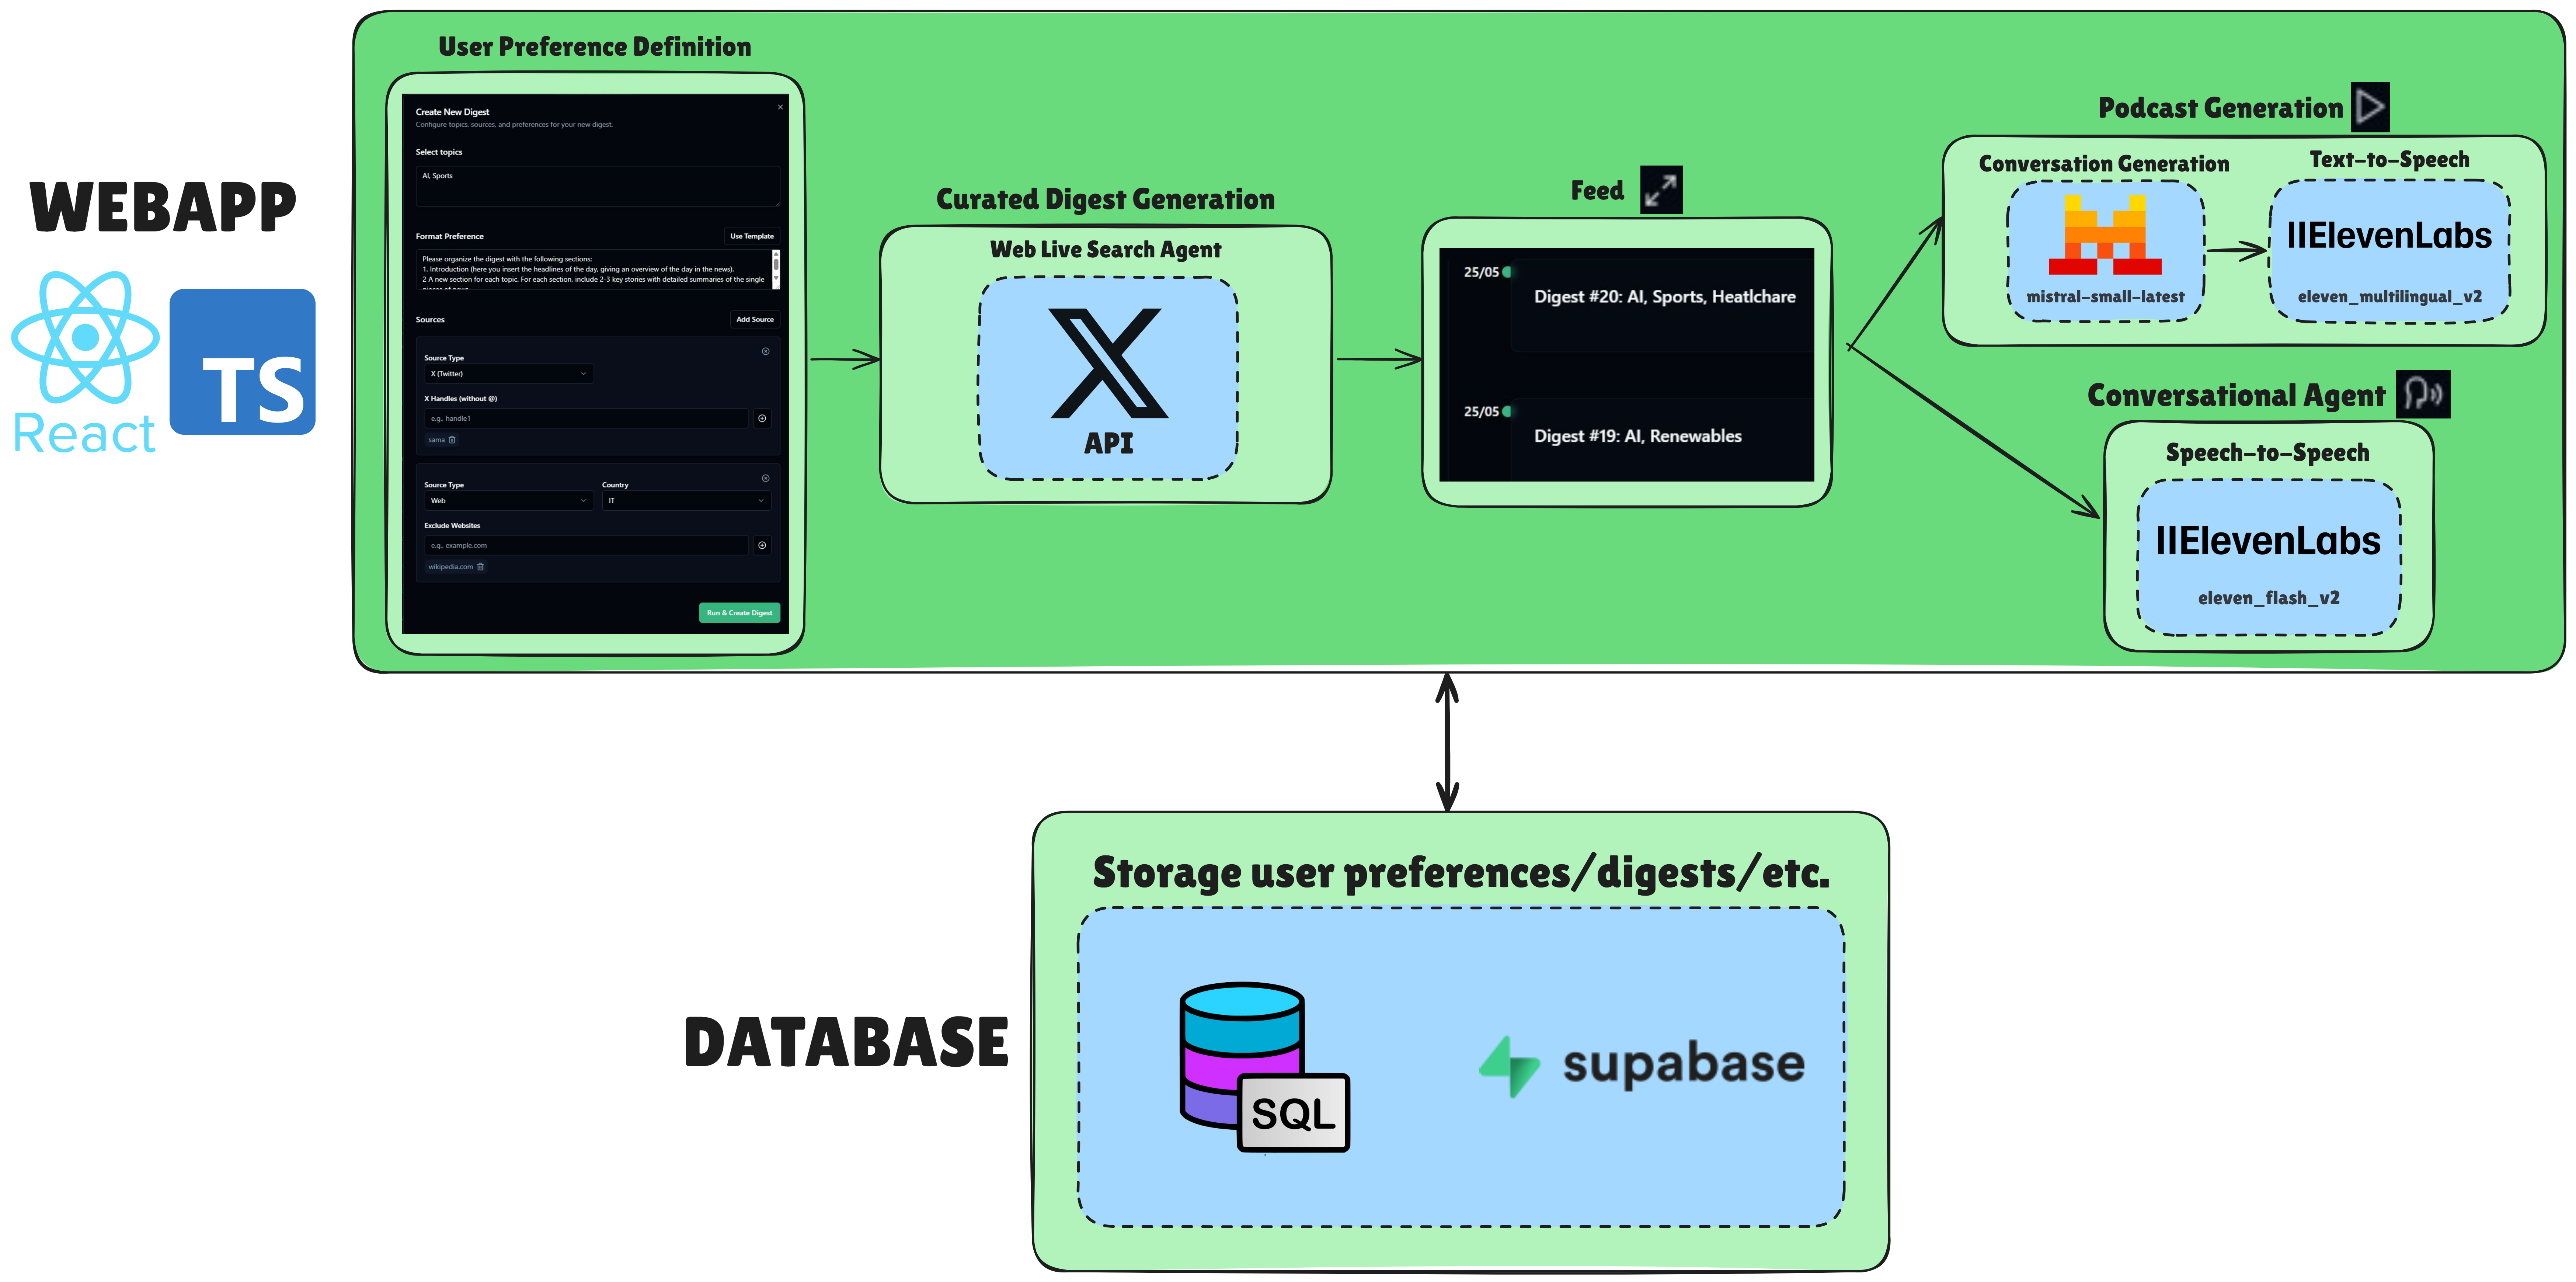 WEBAPP
React
TS
User Preference Definition
Create New Digest
Configure topics, sources, and preferences for your new digest.
Select topics
AI, Sports
Format Preference
Use Template
Please organize the digest with the following sections:
1. Introduction (here you insert the headlines of the day, giving an overview of the day in the news).
2 A new section for each topic. For each section, include 2-3 key stories with detailed summaries of the single
Sources
Add Source
Source Type
X (Twitter)
X Handles (without @)
e.g., handle1
sama
Source Type
Country
Web
IT
Exclude Websites
e.g., example.com
wikipedia.com
Run & Create Digest
Curated Digest Generation
Web Live Search Agent
API
Feed
25/05
Digest #20: AI, Sports, Heatlchare
25/05
Digest #19: AI, Renewables
Podcast Generation
Conversation Generation
mistral-small-latest
Text-to-Speech
IIElevenLabs
eleven_multilingual_v2
Conversational Agent
Speech-to-Speech
IIElevenLabs
eleven_flash_v2
DATABASE
Storage user preferences/digests/etc.
SQL
supabase